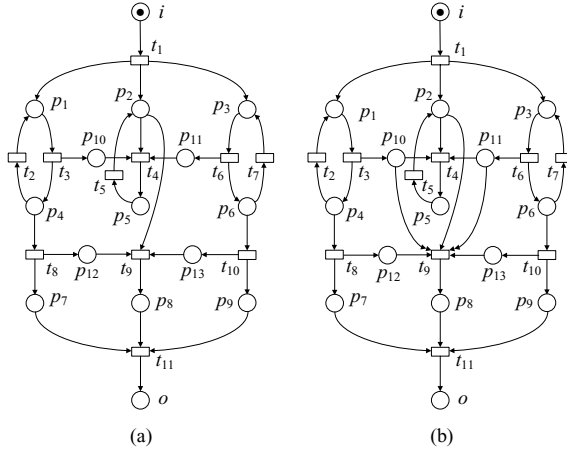 i i
t1 t1
p1 p2 p3 p1 p2 p3
p10 p11 p10 p11
t2 t3 t5 t4 t6 t7 t2 t3 t5 t4 t6 t7
p4 p5 p6 p4 p5 p6
t8 p12 t9 p13 t10 t8 p12 t9 p13 t10
p7 p8 p9 p7 p8 p9
t11 t11
o o
(a) (b)